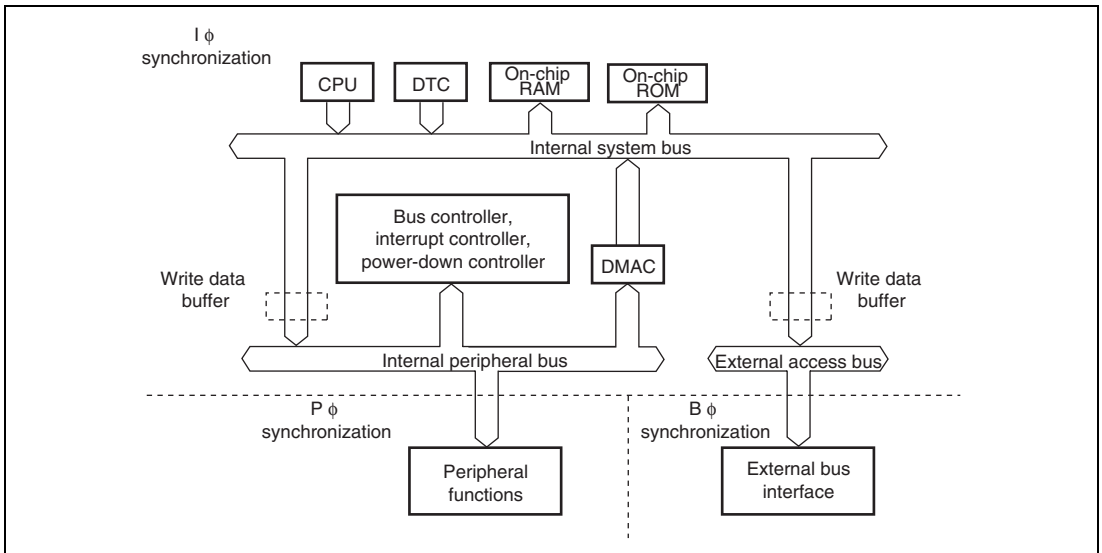 I ϕ
synchronization
CPU
DTC
On-chip
RAM
On-chip
ROM
Internal system bus
Bus controller,
interrupt controller,
power-down controller
DMAC
Write data
buffer
Write data
buffer
Internal peripheral bus
External access bus
P ϕ
synchronization
B ϕ
synchronization
Peripheral
functions
External bus
interface